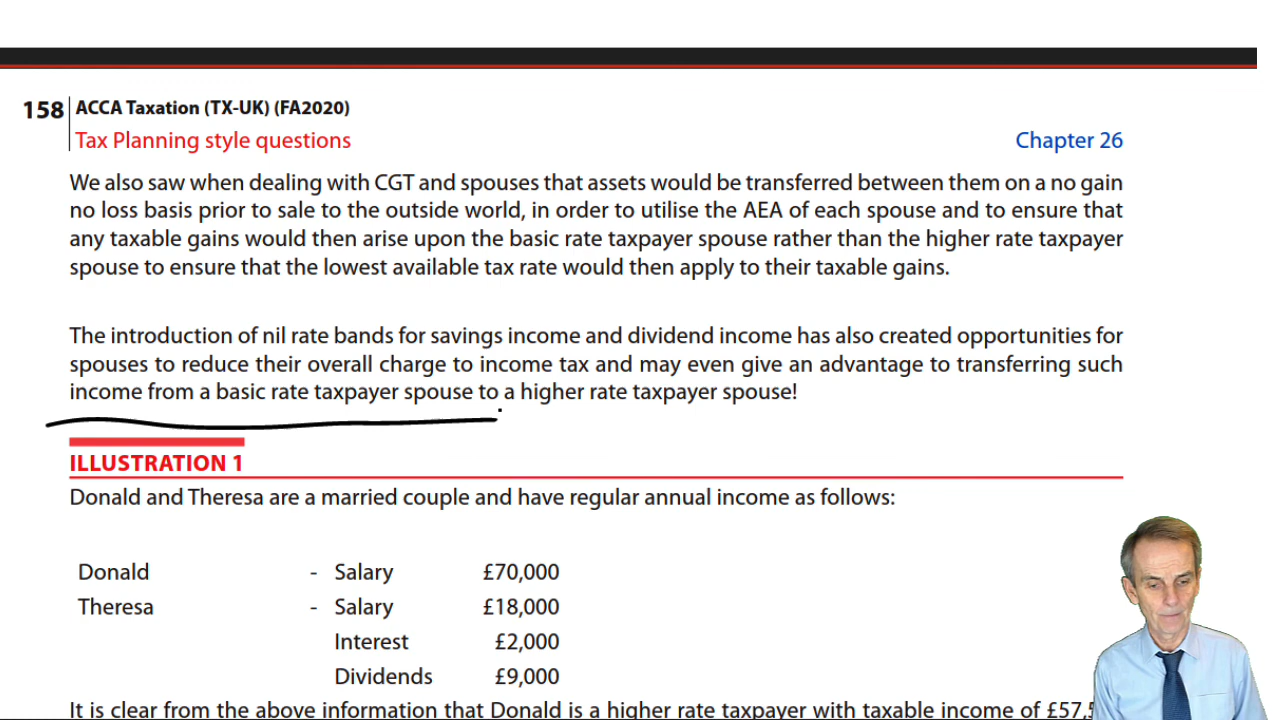 158 ACCA Taxation (TX-UK) (FA2020)
Tax Planning style questions Chapter 26
We also saw when dealing with CGT and spouses that assets would be transferred between them on a no gain
no loss basis prior to sale to the outside world, in order to utilise the AEA of each spouse and to ensure that
any taxable gains would then arise upon the basic rate taxpayer spouse rather than the higher rate taxpayer
spouse to ensure that the lowest available tax rate would then apply to their taxable gains.
The introduction of nil rate bands for savings income and dividend income has also created opportunities for
spouses to reduce their overall charge to income tax and may even give an advantage to transferring such
income from a basic rate taxpayer spouse to a higher rate taxpayer spouse!
ILLUSTRATION 1
Donald and Theresa are a married couple and have regular annual income as follows:
Donald - Salary £70,000
Theresa - Salary £18,000
Interest £2,000
Dividends £9,000
It is clear from the above information that Donald is a higher rate taxpayer with taxable income of